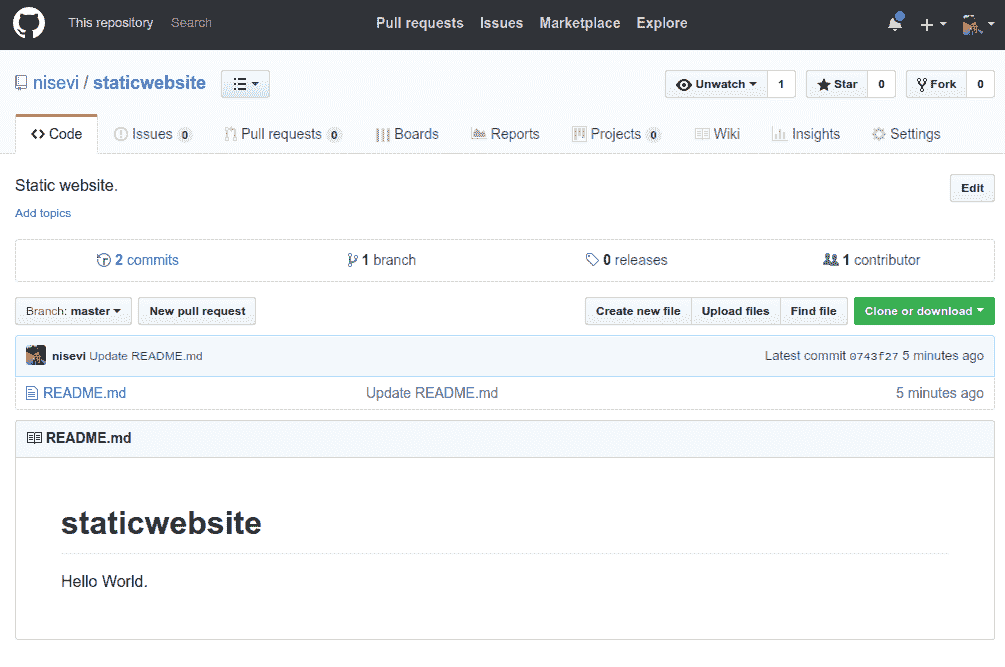 This repository Search Pull requests Issues Marketplace Explore
nisevi / staticwebsite Unwatch 1 Star 0 Fork 0
Code Issues 0 Pull requests 0 Boards Reports Projects 0 Wiki Insights Settings
Static website. Edit
Add topics
2 commits 1 branch 0 releases 1 contributor
Branch: master New pull request Create new file Upload files Find file Clone or download
nisevi Update README.md Latest commit 0743f27 5 minutes ago
README.md Update README.md 5 minutes ago
README.md
staticwebsite
Hello World.